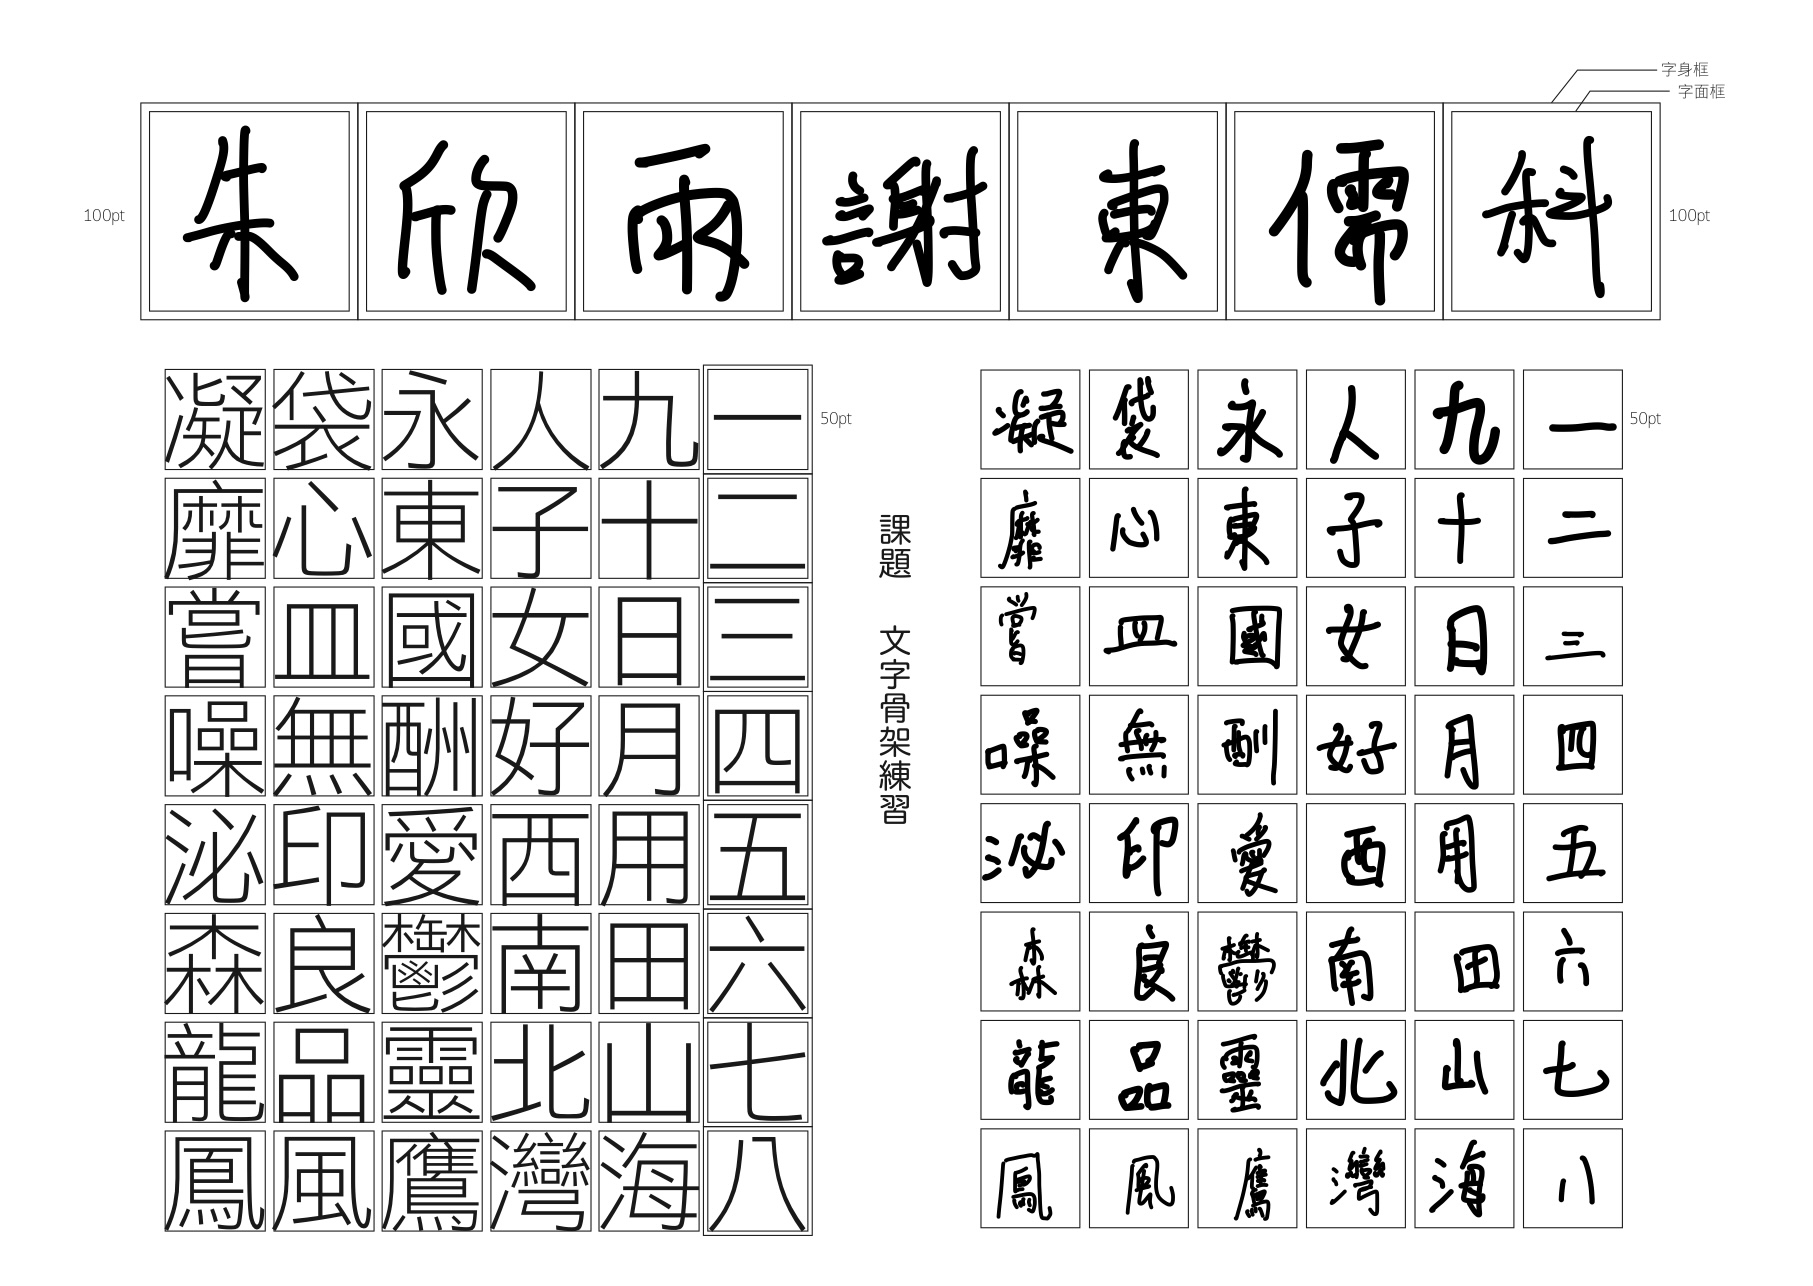 字身框
字面框
100pt
朱欣雨謝東儒斜
100pt
一二三四五六七八
九十日月用田山海
人子女好西南北灣
永東國酬愛鬱靈鷹
袋心皿無印良品風
凝靡嘗噪泌森龍鳳
50pt
課題 文字骨架練習
一二三四五六七八
九十日月用田山海
人子女好西南北灣
永東國酬愛鬱靈鷹
袋心皿無印良品風
凝靡嘗噪泌森龍鳳
50pt